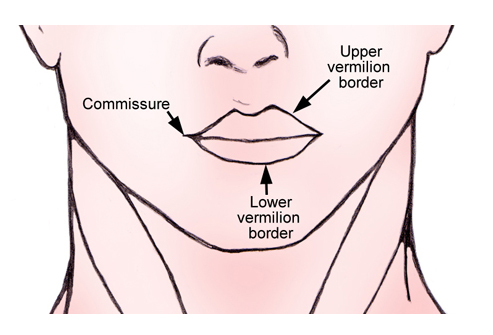 Upper
vermilion
border
Commissure
Lower
vermilion
border